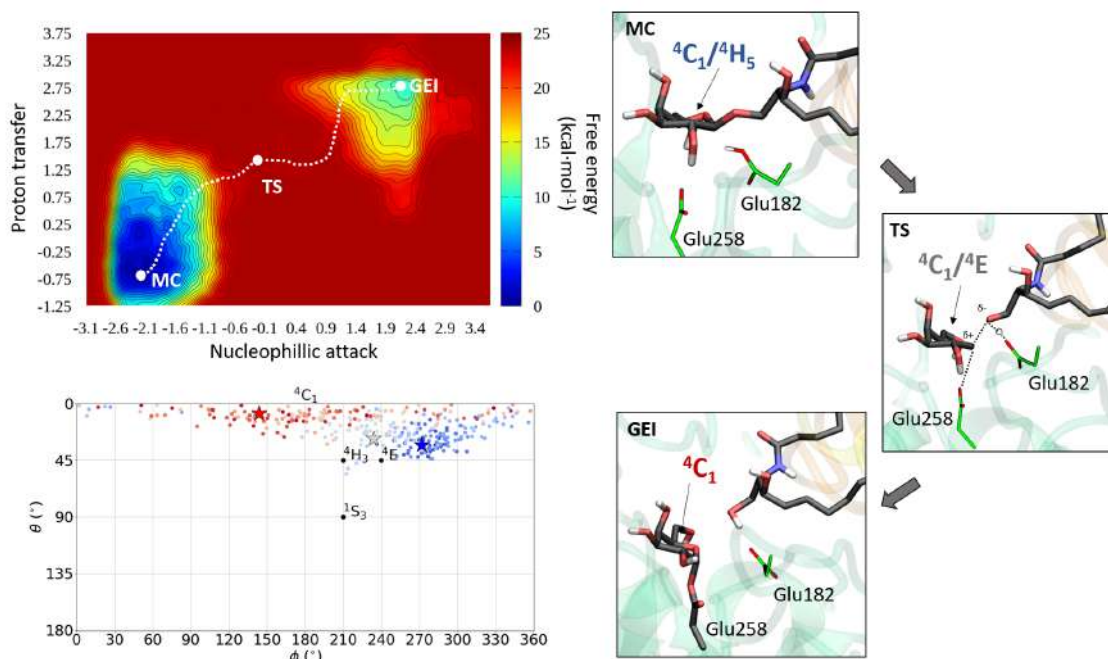 3.75
3.25
2.75
2.25
1.75
1.25
0.75
0.25
-0.25
-0.75
-1.25
Proton transfer
-3.1 -2.6 -2.1 -1.6 -1.1 -0.6 -0.1 0.4 0.9 1.4 1.9 2.4 2.9 3.4
Nucleophillic attack
GEI
TS
MC
25
20
15
10
5
0
Free energy
(kcal·mol⁻¹)
MC
⁴C₁/⁴H₅
Glu182
Glu258
TS
⁴C₁/⁴E
δ-
δ+
Glu182
Glu258
GEI
⁴C₁
Glu182
Glu258
⁴C₁
0
45
90
135
180
θ (°)
⁴H₃
⁴E
¹S₃
0 30 60 90 120 150 180 210 240 270 300 330 360
ϕ (°)